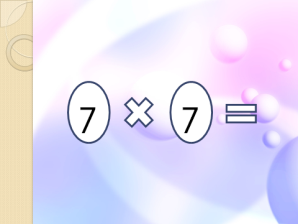 7 × 7 =